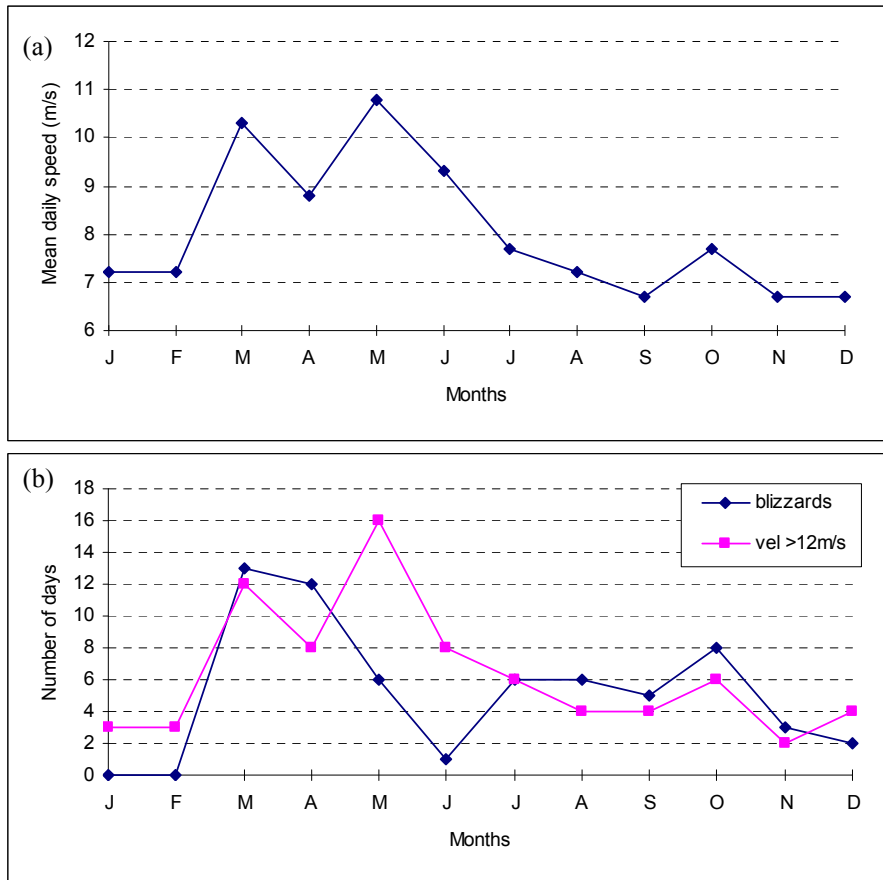 (a)
Mean daily speed (m/s)
12
11
10
9
8
7
6
J F M A M J J A S O N D
Months
(b)
Number of days
18
16
14
12
10
8
6
4
2
0
blizzards
vel >12m/s
J F M A M J J A S O N D
Months